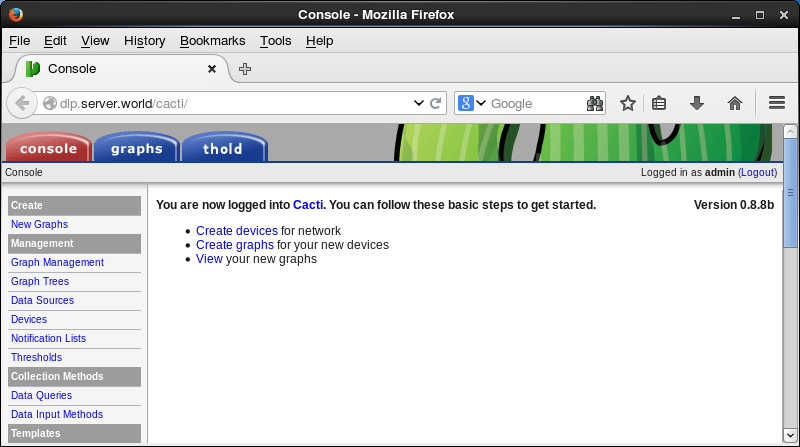 Console - Mozilla Firefox
File Edit View History Bookmarks Tools Help
Console
dlp.server.world/cacti/
Google
console graphs thold
Console
Logged in as admin (Logout)
Create
New Graphs
Management
Graph Management
Graph Trees
Data Sources
Devices
Notification Lists
Thresholds
Collection Methods
Data Queries
Data Input Methods
Templates
You are now logged into Cacti. You can follow these basic steps to get started.
Version 0.8.8b
Create devices for network
Create graphs for your new devices
View your new graphs